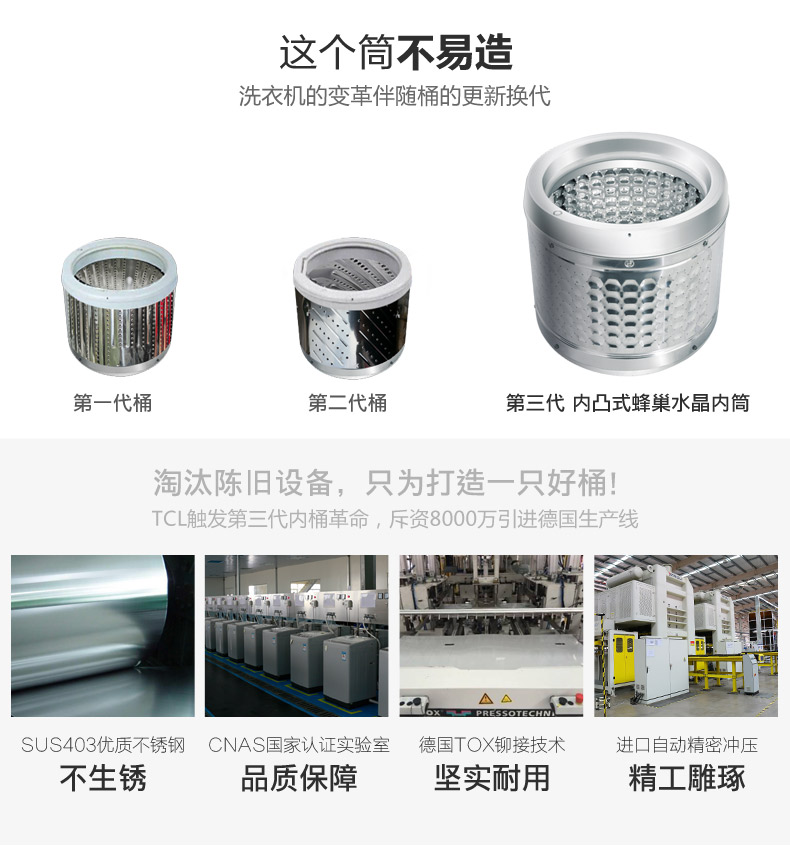 这个筒不易造
洗衣机的变革伴随桶的更新换代
第一代桶
第二代桶
第三代 内凸式蜂巢水晶内筒
淘汰陈旧设备，只为打造一只好桶!
TCL触发第三代内桶革命，斥资8000万引进德国生产线
OX PRESSOTECHNI
SUS403优质不锈钢
不生锈
CNAS国家认证实验室
品质保障
德国TOX铆接技术
坚实耐用
进口自动精密冲压
精工雕琢